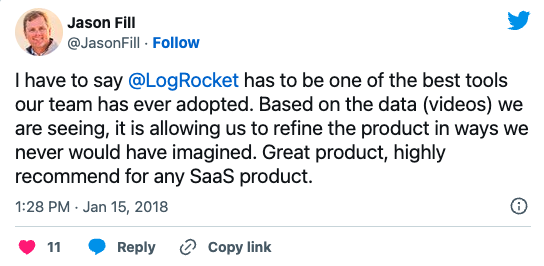 Jason Fill
@JasonFill · Follow
I have to say @LogRocket has to be one of the best tools
our team has ever adopted. Based on the data (videos) we
are seeing, it is allowing us to refine the product in ways we
never would have imagined. Great product, highly
recommend for any SaaS product.
1:28 PM · Jan 15, 2018
11 Reply Copy link